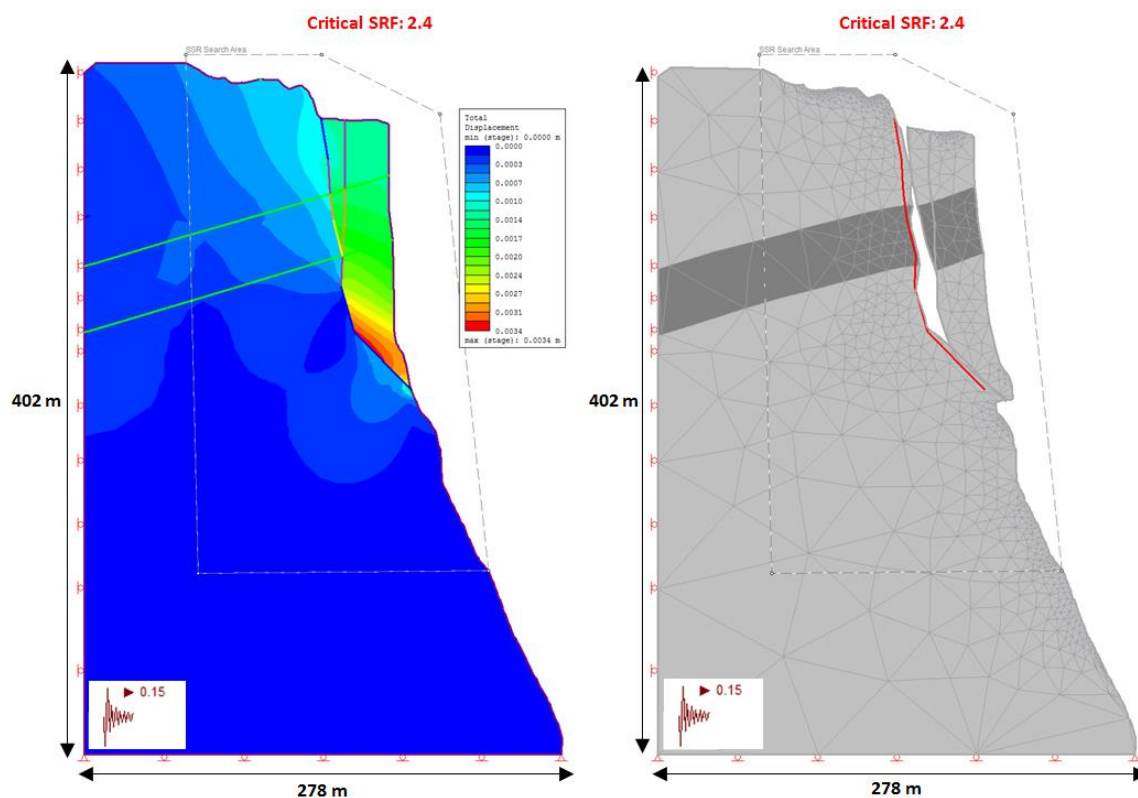 Critical SRF: 2.4
SSR Search Area
Total
Displacement
min (stage): 0.0000 m
0.0000
0.0003
0.0007
0.0010
0.0014
0.0017
0.0020
0.0024
0.0027
0.0031
0.0034
max (stage): 0.0034 m
402 m
0.15
278 m
Critical SRF: 2.4
SSR Search Area
402 m
0.15
278 m